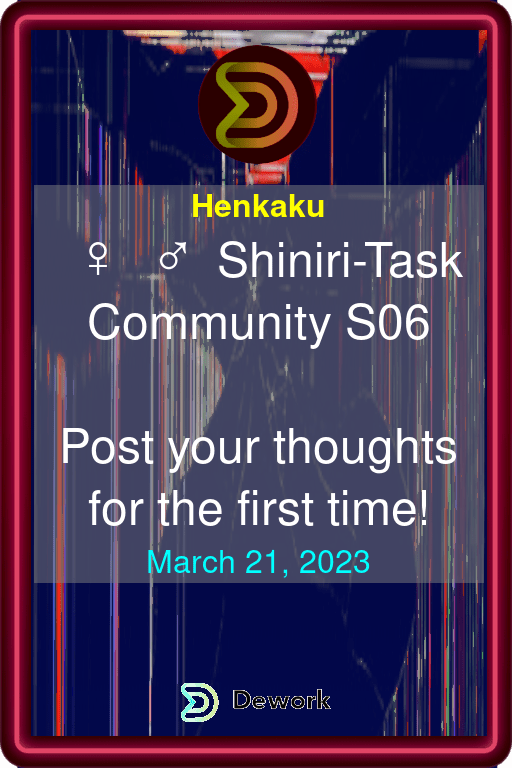 Henkaku
♀ ♂ Shiniri-Task
Community S06
Post your thoughts
for the first time!
March 21, 2023
Dework